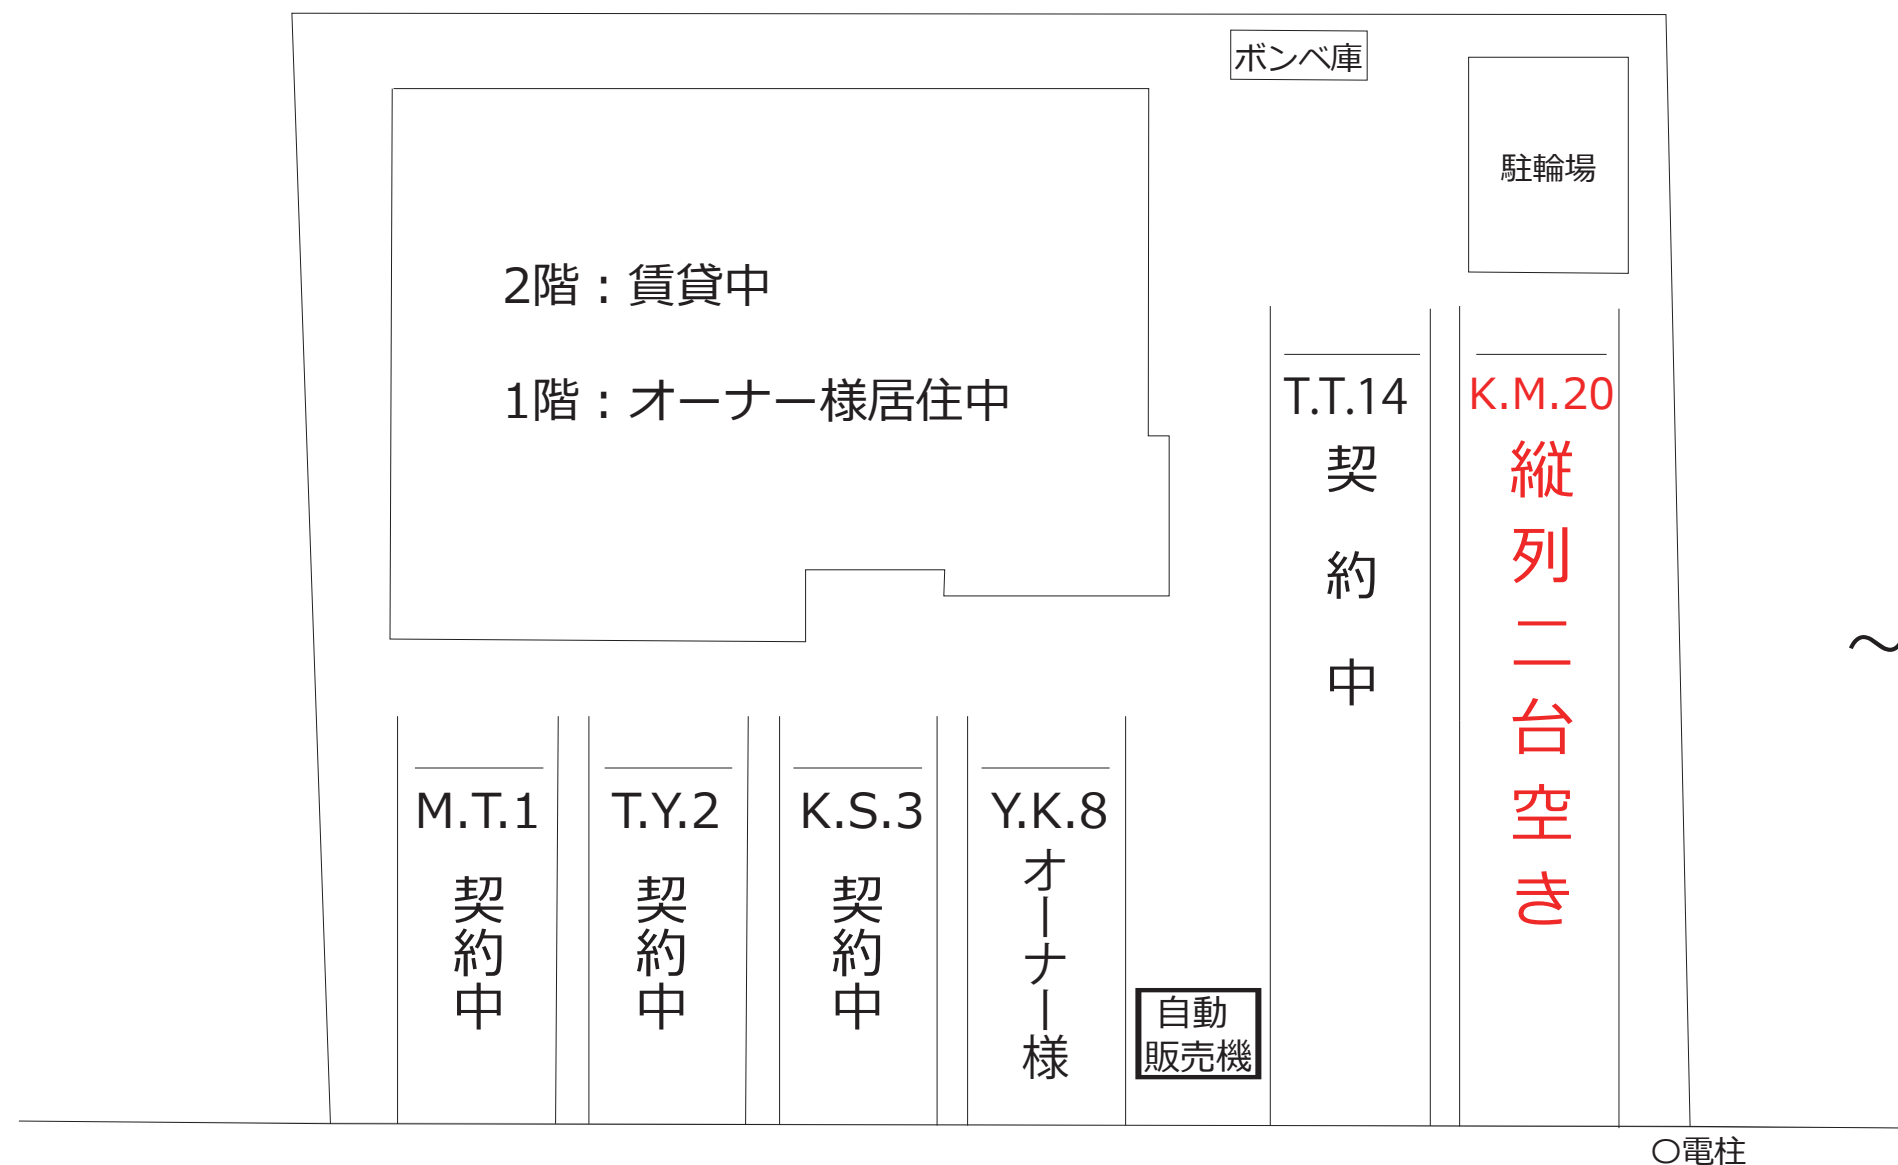 ボンベ庫
駐輪場
2階：賃貸中
1階：オーナー様居住中
T.T.14
契約中
K.M.20
縦列二台空き
～
M.T.1
契約中
T.Y.2
契約中
K.S.3
契約中
Y.K.8
オーナー様
自動
販売機
○電柱